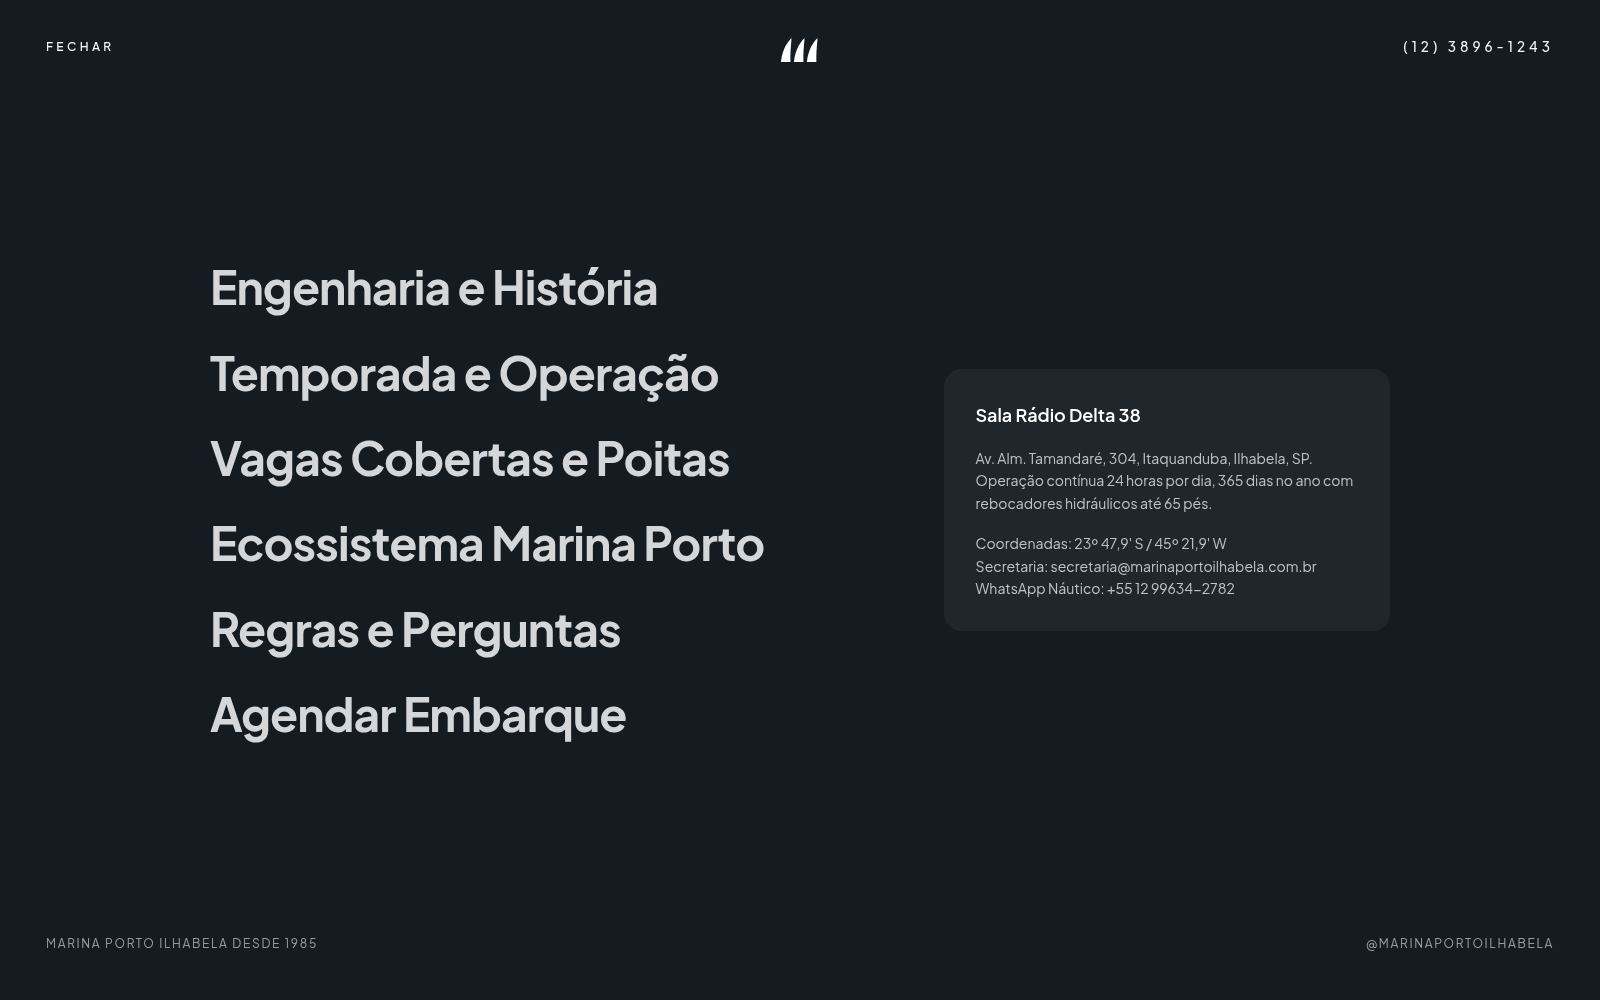 FECHAR
(12) 3896-1243
Engenharia e História
Temporada e Operação
Vagas Cobertas e Poitas
Ecossistema Marina Porto
Regras e Perguntas
Agendar Embarque
Sala Rádio Delta 38
Av. Alm. Tamandaré, 304, Itaquanduba, Ilhabela, SP.
Operação contínua 24 horas por dia, 365 dias no ano com
rebocadores hidráulicos até 65 pés.
Coordenadas: 23º 47,9' S / 45º 21,9' W
Secretaria: secretaria@marinaportoilhabela.com.br
WhatsApp Náutico: +55 12 99634-2782
MARINA PORTO ILHABELA DESDE 1985
@MARINAPORTOILHABELA